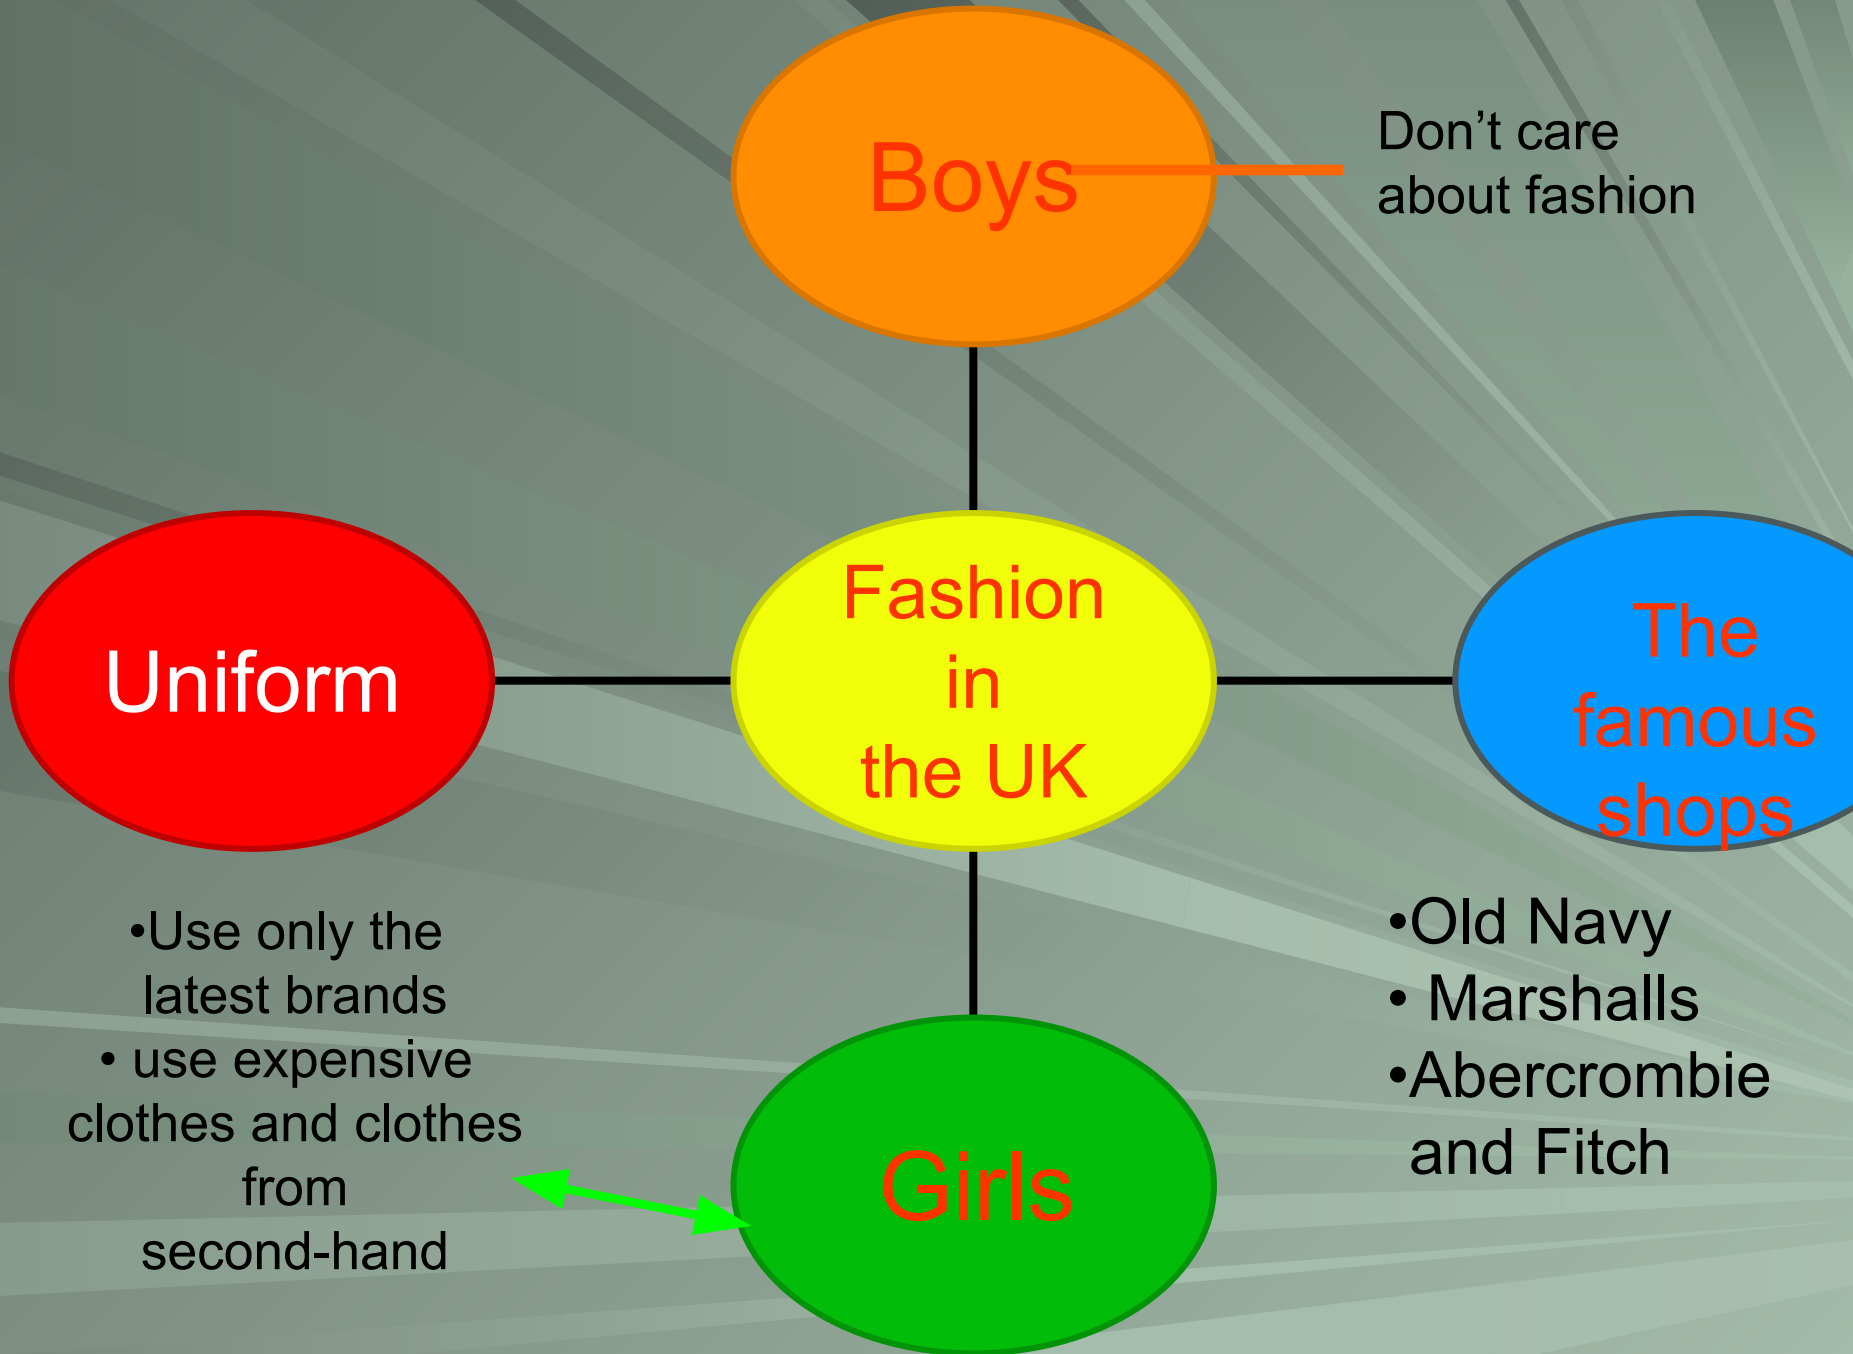 Boys
Don’t care
about fashion
Uniform
Fashion
in
the UK
The
famous
shops
•Use only the
latest brands
• use expensive
clothes and clothes
from
second-hand
Girls
•Old Navy
• Marshalls
•Abercrombie
and Fitch